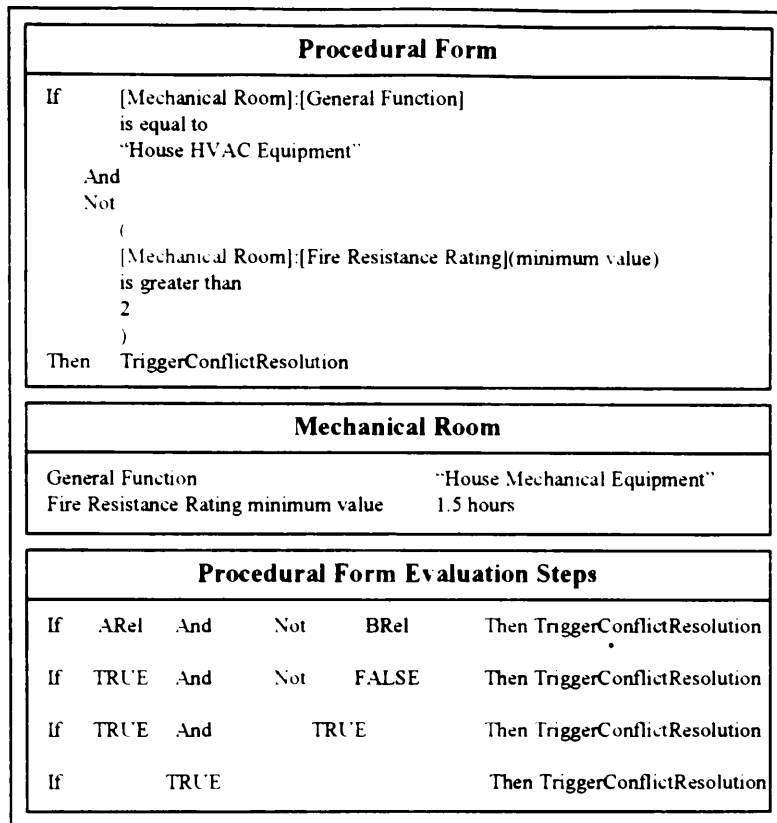 Procedural Form
If [Mechanical Room]:[General Function]
is equal to
"House HVAC Equipment"
And
Not
(
[Mechanical Room]:[Fire Resistance Rating](minimum value)
is greater than
2
)
Then TriggerConflictResolution
Mechanical Room
General Function "House Mechanical Equipment"
Fire Resistance Rating minimum value 1.5 hours
Procedural Form Evaluation Steps
If ARel And Not BRel Then TriggerConflictResolution
If TRUE And Not FALSE Then TriggerConflictResolution
If TRUE And TRUE Then TriggerConflictResolution
If TRUE Then TriggerConflictResolution